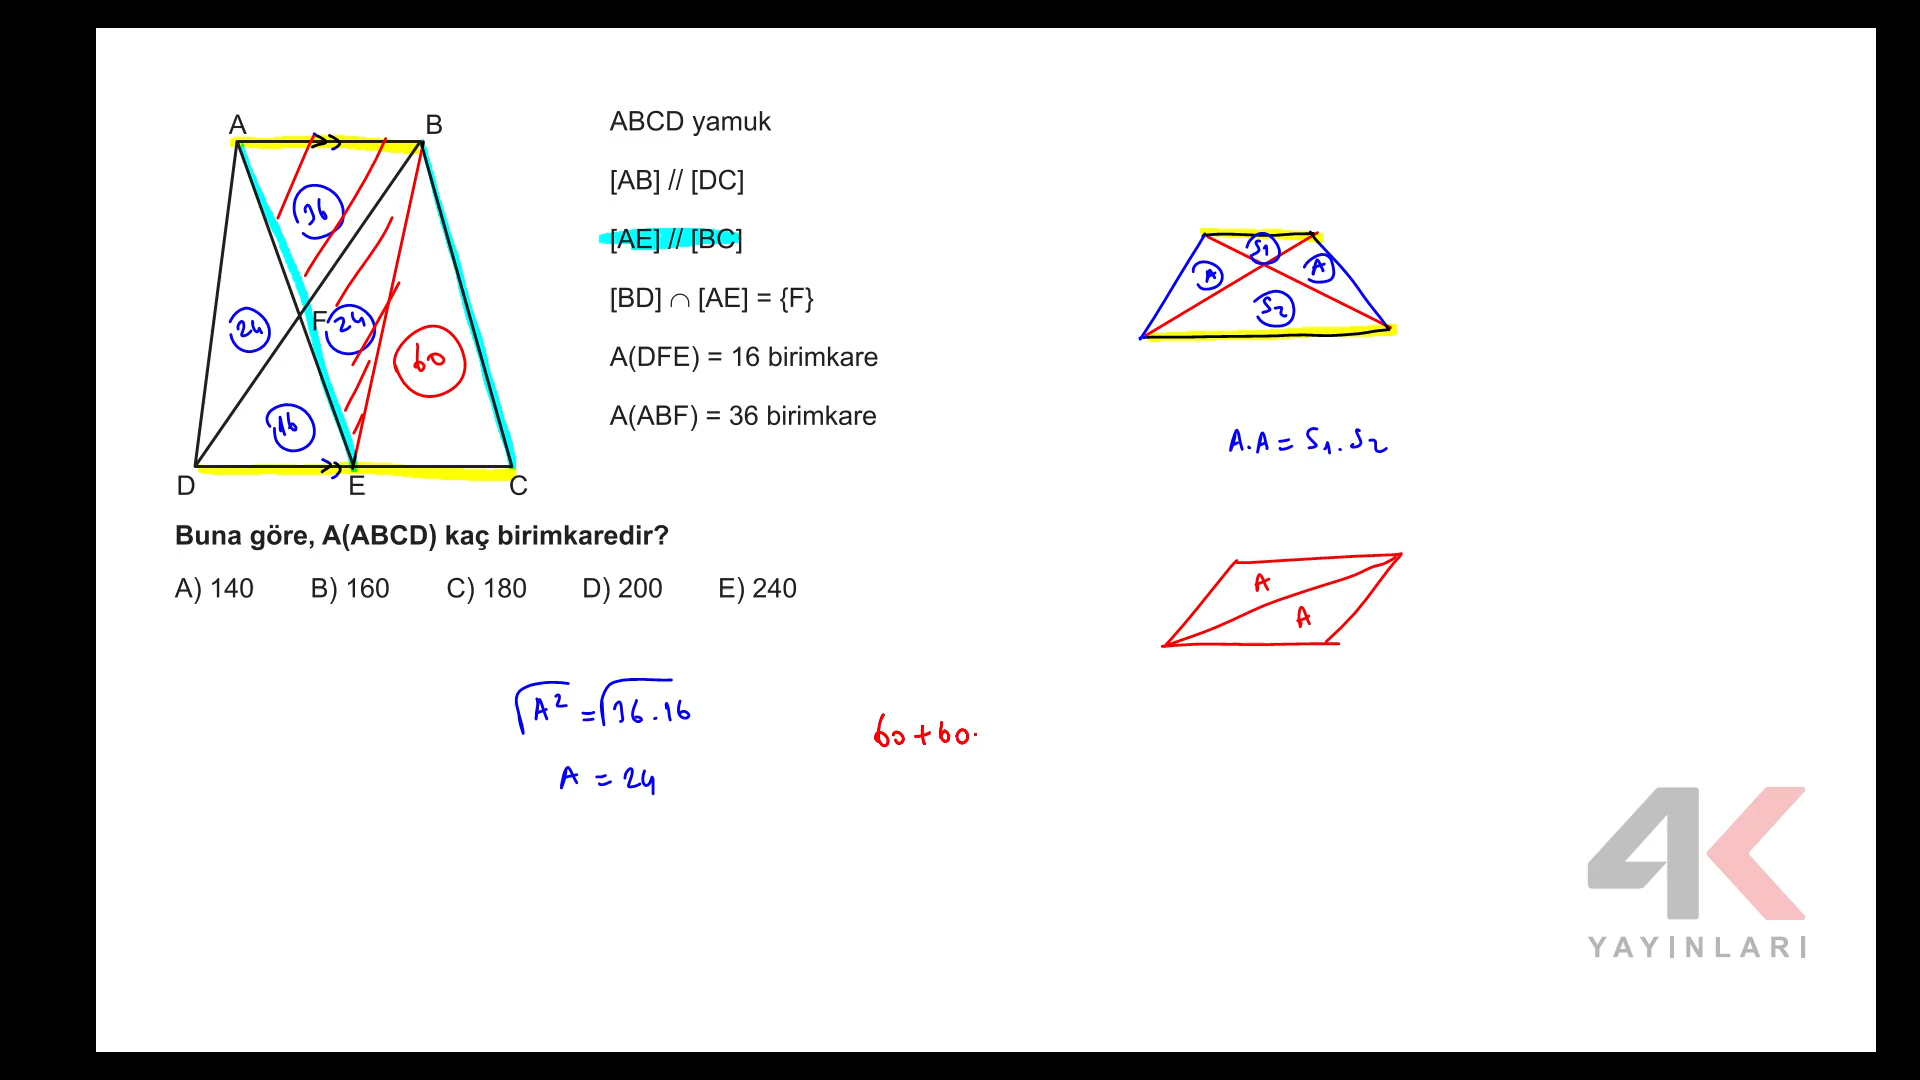 A B
36
24 F 24 60
16
D E C
ABCD yamuk
[AB] // [DC]
[AE] // [BC]
[BD] ∩ [AE] = {F}
A(DFE) = 16 birimkare
A(ABF) = 36 birimkare
Buna göre, A(ABCD) kaç birimkaredir?
A) 140 B) 160 C) 180 D) 200 E) 240
S1
A A
S2
A.A = S1.S2
A
A
√A² = √36.16
A = 24
60+60.
4K
YAYINLARI